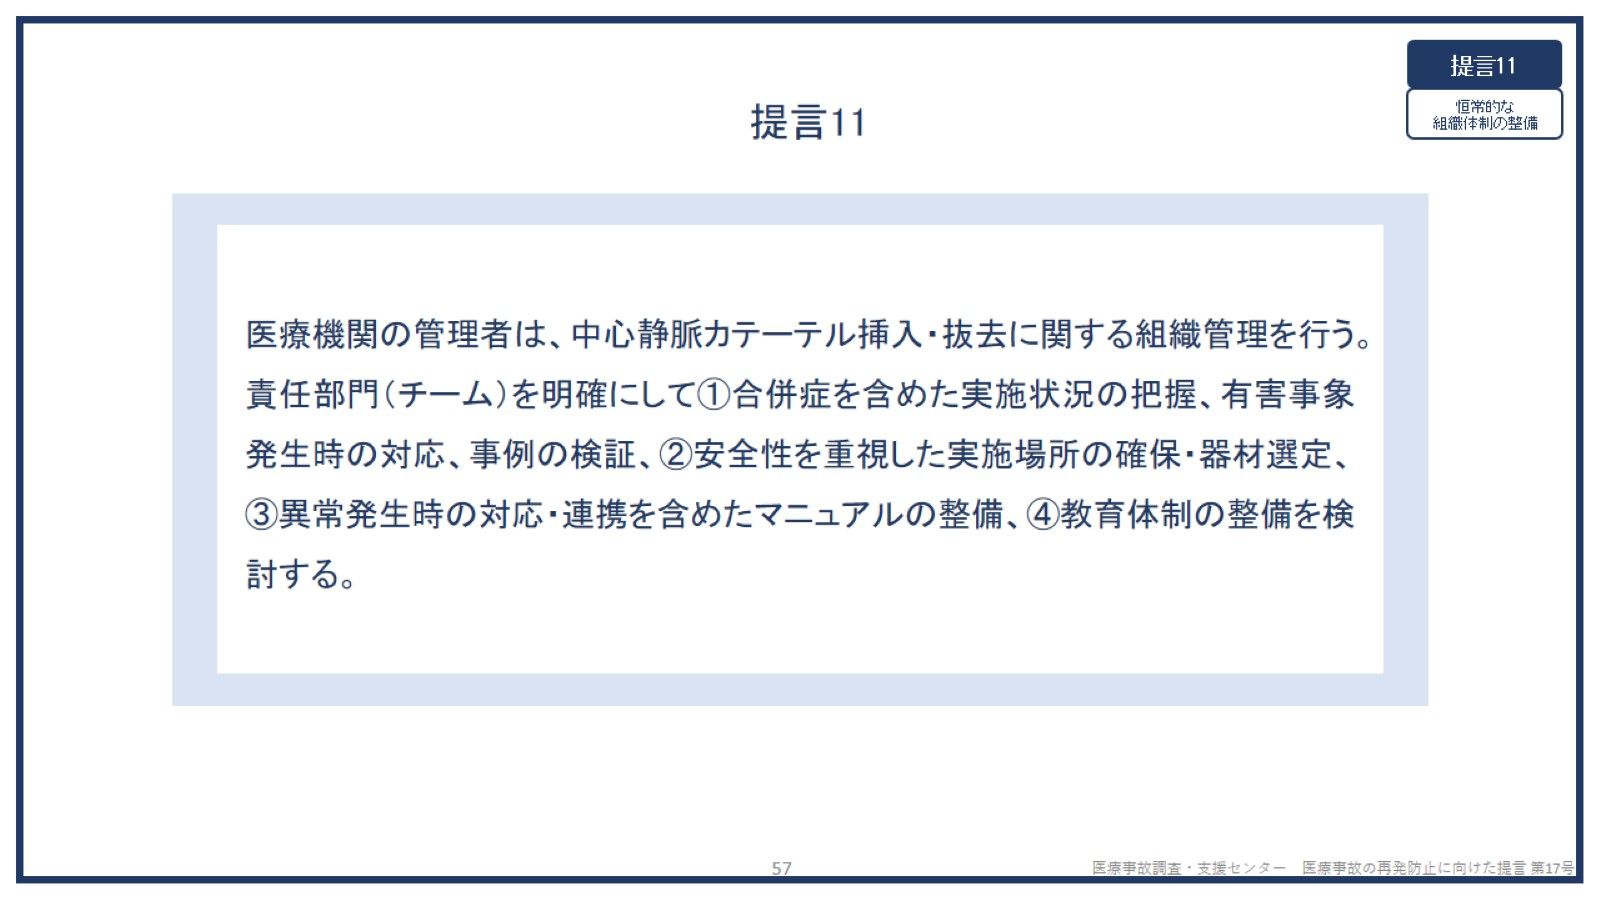 提言11
恒常的な
組織体制の整備
提言11
医療機関の管理者は、中心静脈カテーテル挿入・抜去に関する組織管理を行う。
責任部門（チーム）を明確にして①合併症を含めた実施状況の把握、有害事象
発生時の対応、事例の検証、②安全性を重視した実施場所の確保・器材選定、
③異常発生時の対応・連携を含めたマニュアルの整備、④教育体制の整備を検
討する。
57
医療事故調査・支援センター　医療事故の再発防止に向けた提言 第17号